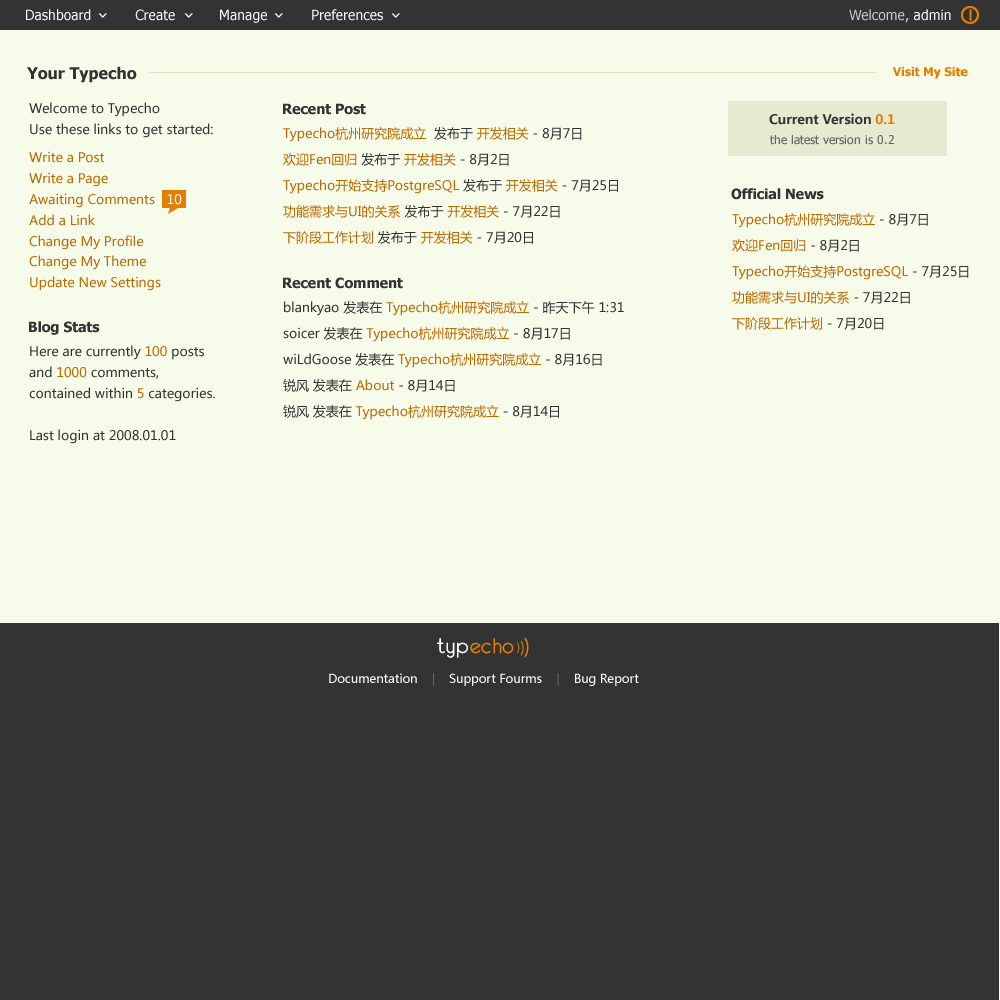 Dashboard Create Manage Preferences Welcome, admin
Your Typecho Visit My Site
Welcome to Typecho
Use these links to get started:
Write a Post
Write a Page
Awaiting Comments 10
Add a Link
Change My Profile
Change My Theme
Update New Settings
Blog Stats
Here are currently 100 posts
and 1000 comments,
contained within 5 categories.
Last login at 2008.01.01
Recent Post
Typecho杭州研究院成立 发布于 开发相关 - 8月7日
欢迎Fen回归 发布于 开发相关 - 8月2日
Typecho开始支持PostgreSQL 发布于 开发相关 - 7月25日
功能需求与UI的关系 发布于 开发相关 - 7月22日
下阶段工作计划 发布于 开发相关 - 7月20日
Recent Comment
blankyao 发表在 Typecho杭州研究院成立 - 昨天下午 1:31
soicer 发表在 Typecho杭州研究院成立 - 8月17日
wiLdGoose 发表在 Typecho杭州研究院成立 - 8月16日
锐风 发表在 About - 8月14日
锐风 发表在 Typecho杭州研究院成立 - 8月14日
Current Version 0.1
the latest version is 0.2
Official News
Typecho杭州研究院成立 - 8月7日
欢迎Fen回归 - 8月2日
Typecho开始支持PostgreSQL - 7月25日
功能需求与UI的关系 - 7月22日
下阶段工作计划 - 7月20日
typecho
Documentation | Support Fourms | Bug Report